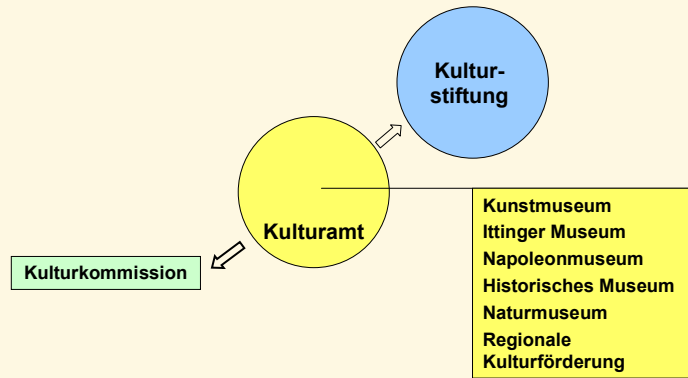 Kultur-
stiftung
Kulturamt
Kulturkommission
Kunstmuseum
Ittinger Museum
Napoleonmuseum
Historisches Museum
Naturmuseum
Regionale
Kulturförderung